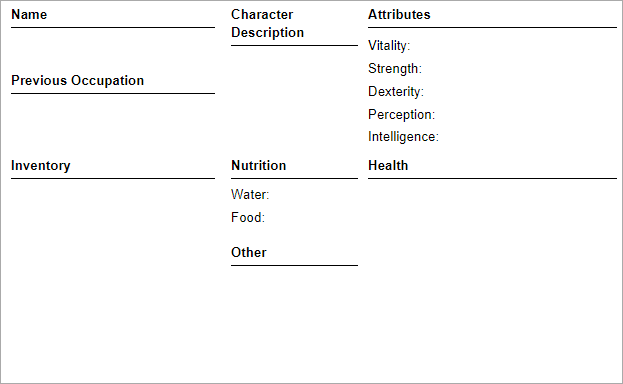 Name
Character
Description
Attributes
Vitality:
Strength:
Dexterity:
Perception:
Intelligence:
Previous Occupation
Inventory
Nutrition
Water:
Food:
Health
Other